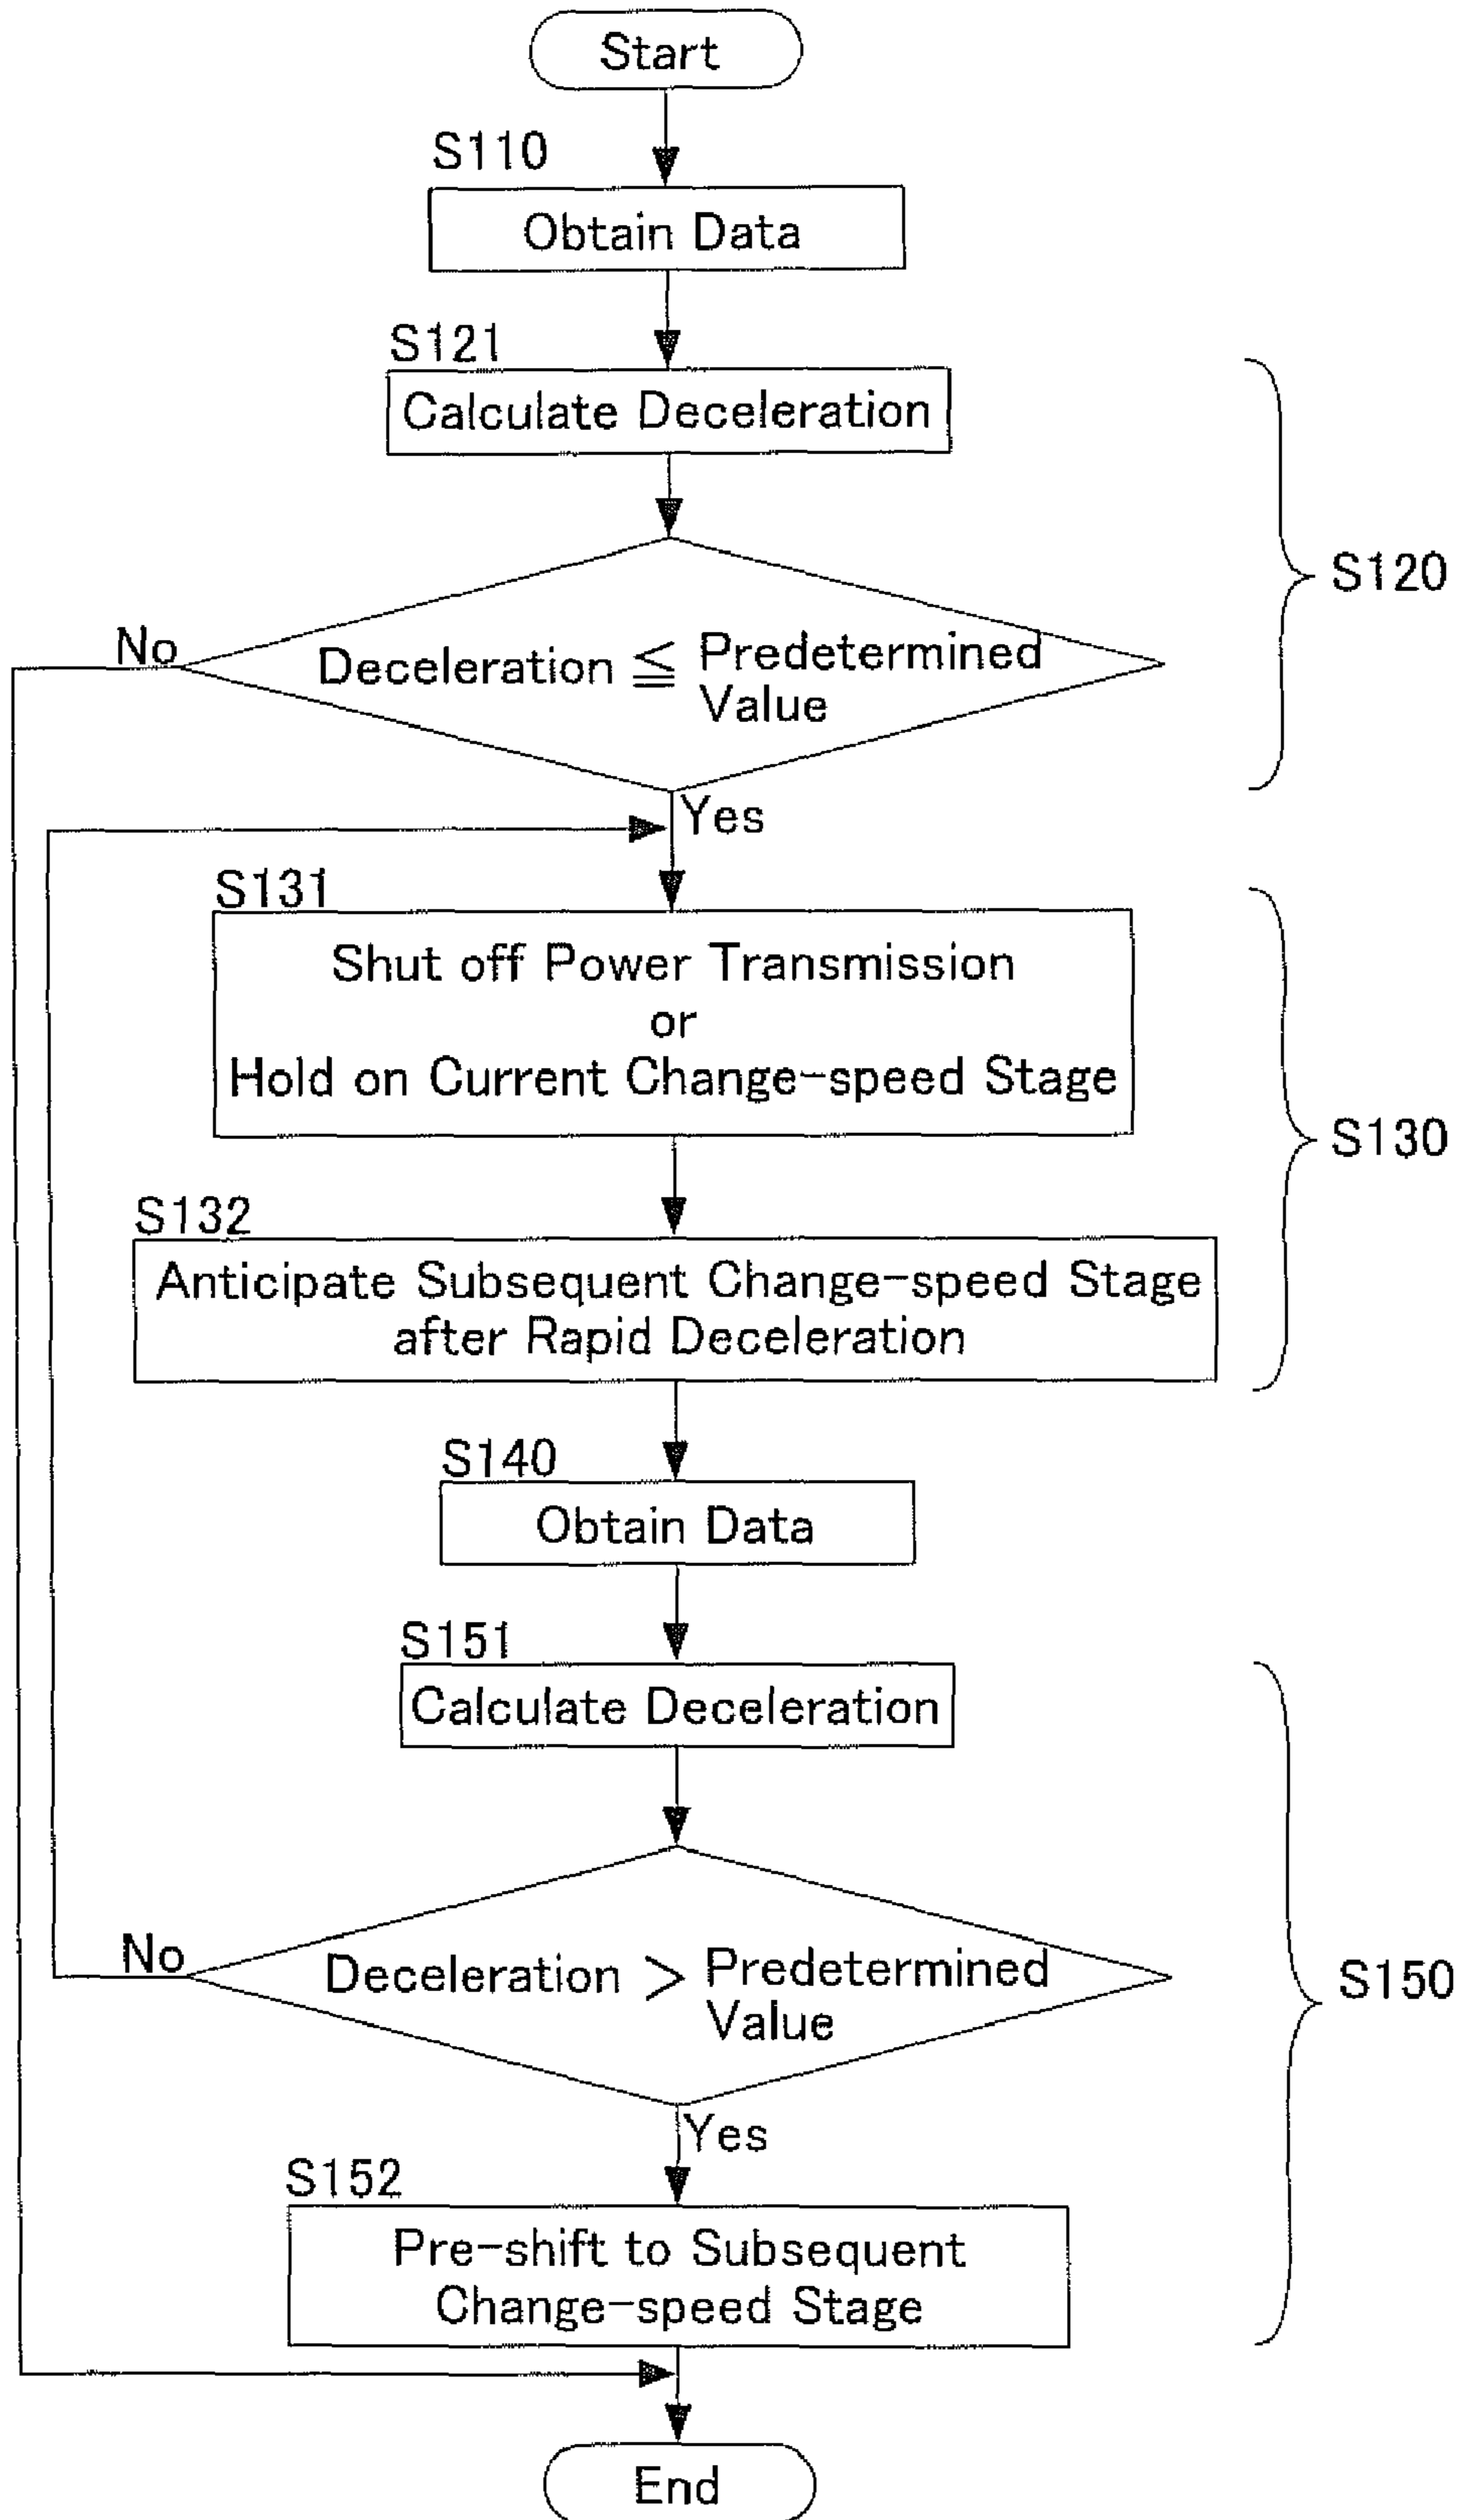 Start
S110
Obtain Data
S121
Calculate Deceleration
S120
No
Deceleration ≦ Predetermined
Value
Yes
S131
Shut off Power Transmission
or
Hold on Current Change-speed Stage
S130
S132
Anticipate Subsequent Change-speed Stage
after Rapid Deceleration
S140
Obtain Data
S151
Calculate Deceleration
No
Deceleration > Predetermined
Value
S150
Yes
S152
Pre-shift to Subsequent
Change-speed Stage
End